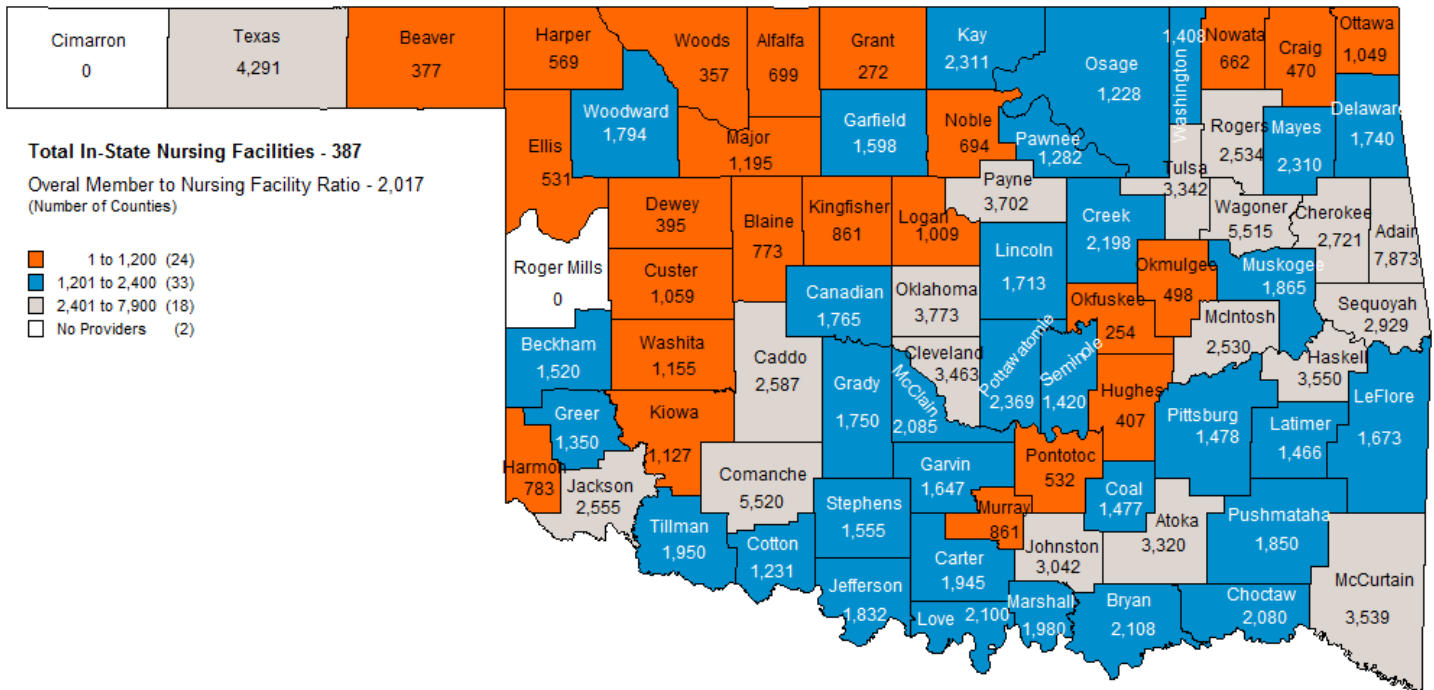 Cimarron
0
Texas
4,291
Beaver
377
Harper
569
Woods
357
Alfalfa
699
Grant
272
Kay
2,311
Osage
1,228
1,408
Washington
Nowata
662
Craig
470
Ottawa
1,049
Woodward
1,794
Major
1,195
Garfield
1,598
Noble
694
Pawnee
1,282
Rogers
2,534
Mayes
2,310
Delaware
1,740
Total In-State Nursing Facilities - 387
Overal Member to Nursing Facility Ratio - 2,017
(Number of Counties)
1 to 1,200 (24)
1,201 to 2,400 (33)
2,401 to 7,900 (18)
No Providers (2)
Ellis
531
Dewey
395
Blaine
773
Kingfisher
861
Logan
1,009
Payne
3,702
Creek
2,198
Tulsa
3,342
Wagoner
5,515
Cherokee
2,721
Adair
7,873
Roger Mills
0
Custer
1,059
Canadian
1,765
Oklahoma
3,773
Lincoln
1,713
Okfuskee
254
Okmulgee
498
Muskogee
1,865
McIntosh
2,530
Sequoyah
2,929
Beckham
1,520
Washita
1,155
Caddo
2,587
Grady
1,750
McClain
2,085
Cleveland
3,463
Pottawatomie
2,369
Seminole
1,420
Hughes
407
Pittsburg
1,478
Haskell
3,550
Latimer
1,466
LeFlore
1,673
Greer
1,350
Kiowa
1,127
Harmon
783
Jackson
2,555
Comanche
5,520
Stephens
1,555
Garvin
1,647
Murray
861
Pontotoc
532
Coal
1,477
Atoka
3,320
Pushmataha
1,850
Tillman
1,950
Cotton
1,231
Jefferson
1,832
Carter
1,945
Johnston
3,042
Love 2,100
Marshall
1,980
Bryan
2,108
Choctaw
2,080
McCurtain
3,539